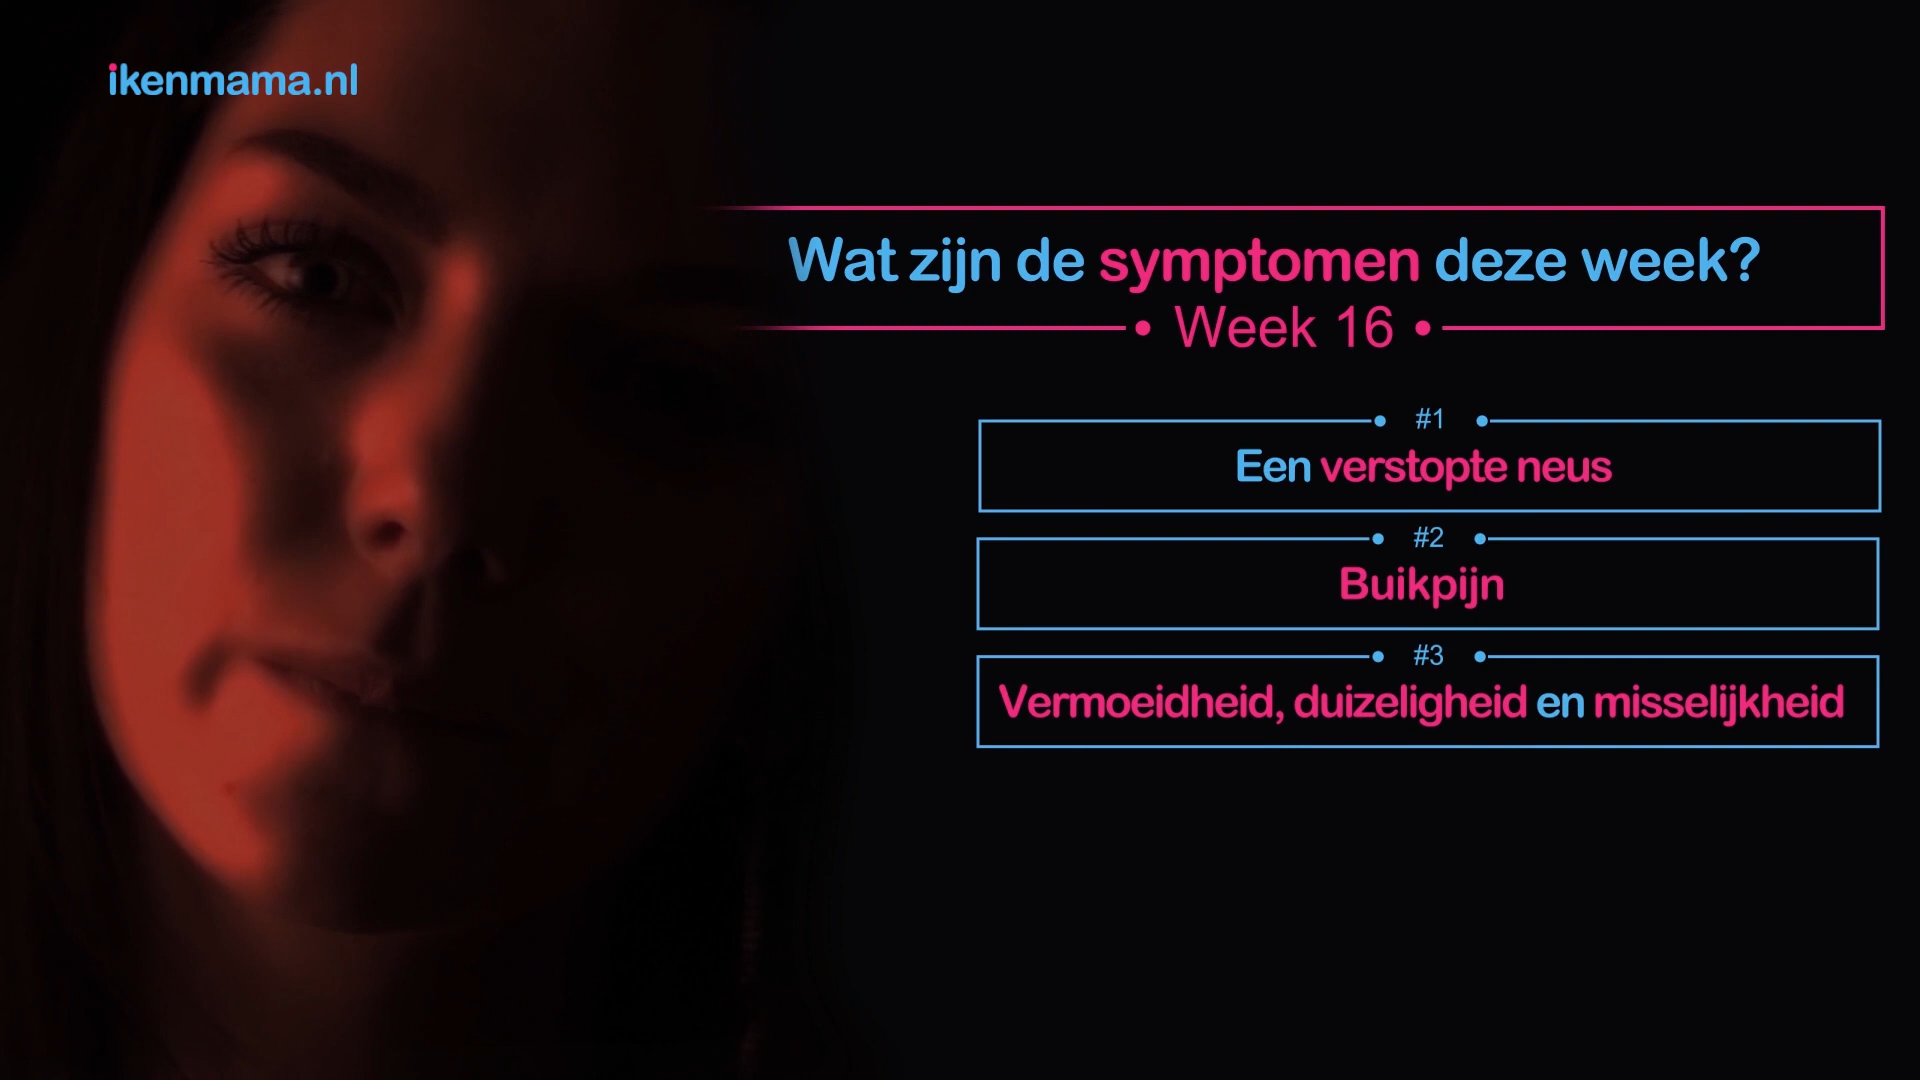 ikenmama.nl
Wat zijn de symptomen deze week?
• Week 16 •
#1
Een verstopte neus
#2
Buikpijn
#3
Vermoeidheid, duizeligheid en misselijkheid